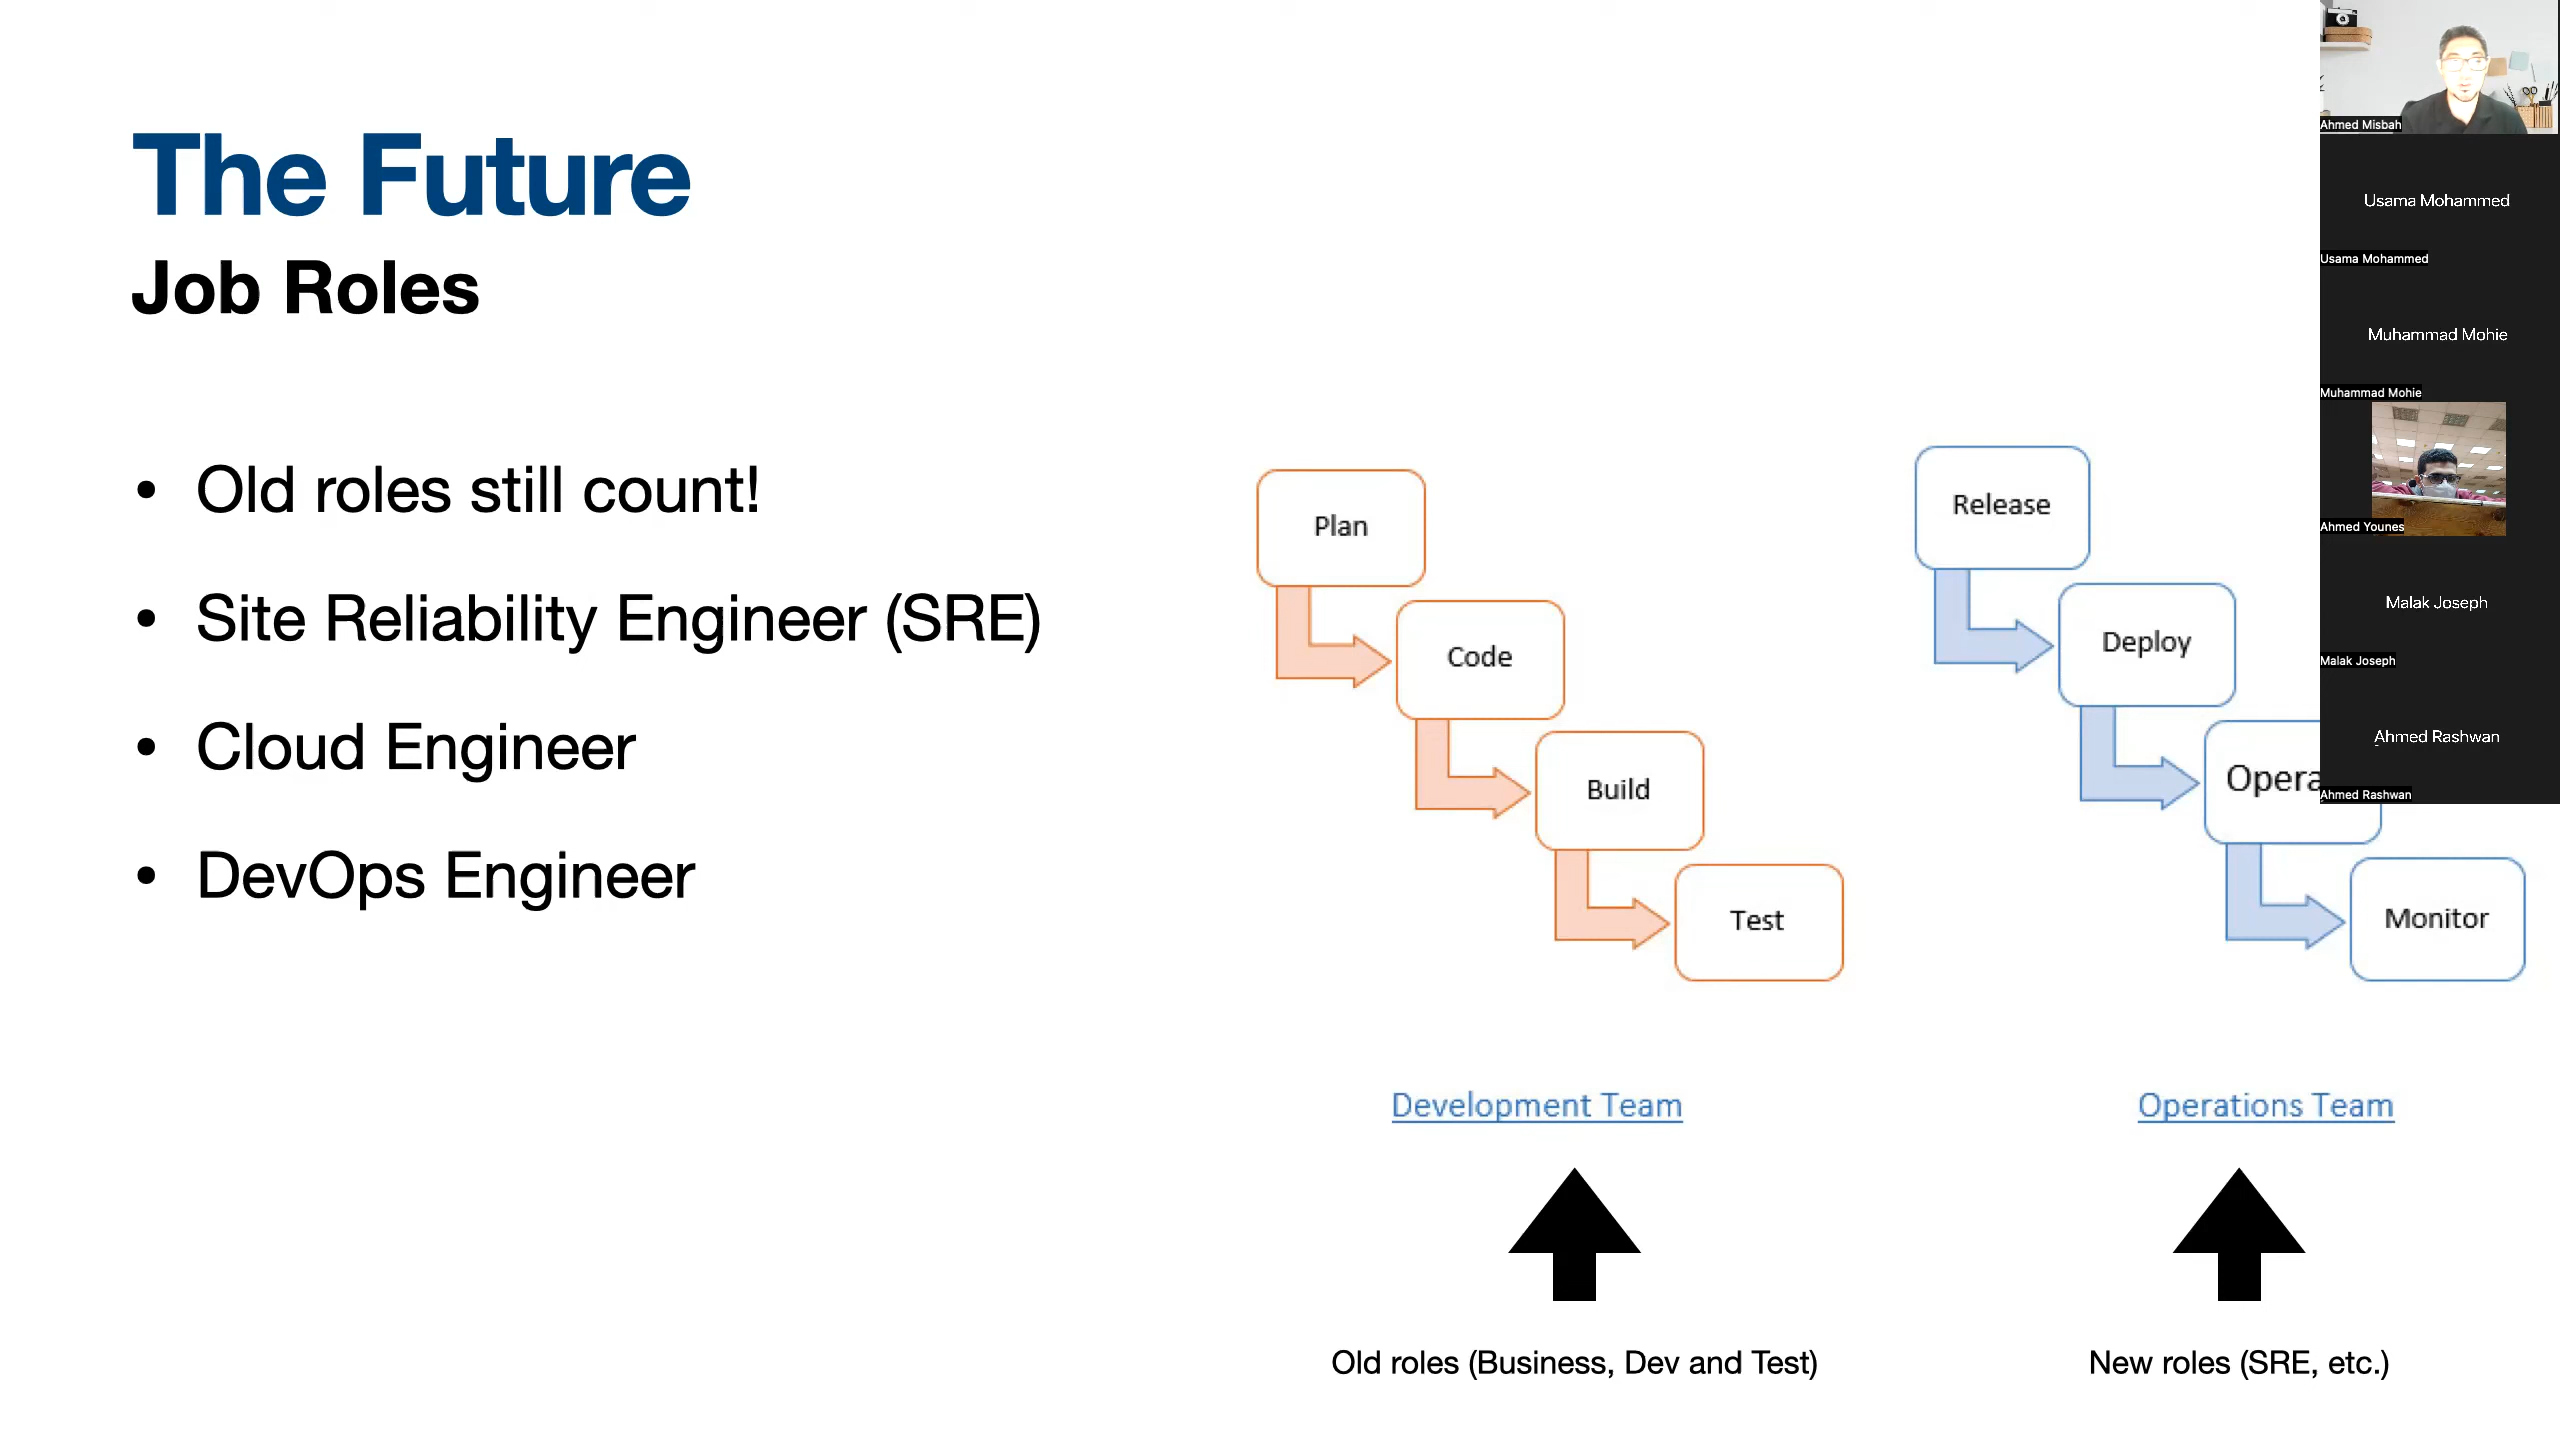 The Future
Job Roles
• Old roles still count!
• Site Reliability Engineer (SRE)
• Cloud Engineer
• DevOps Engineer
Plan
Code
Build
Test
Release
Deploy
Opera
Monitor
Development Team
Operations Team
Old roles (Business, Dev and Test)
New roles (SRE, etc.)
Ahmed Misbah
Usama Mohammed
Usama Mohammed
Muhammad Mohie
Muhammad Mohie
Ahmed Younes
Malak Joseph
Malak Joseph
Ahmed Rashwan
Ahmed Rashwan